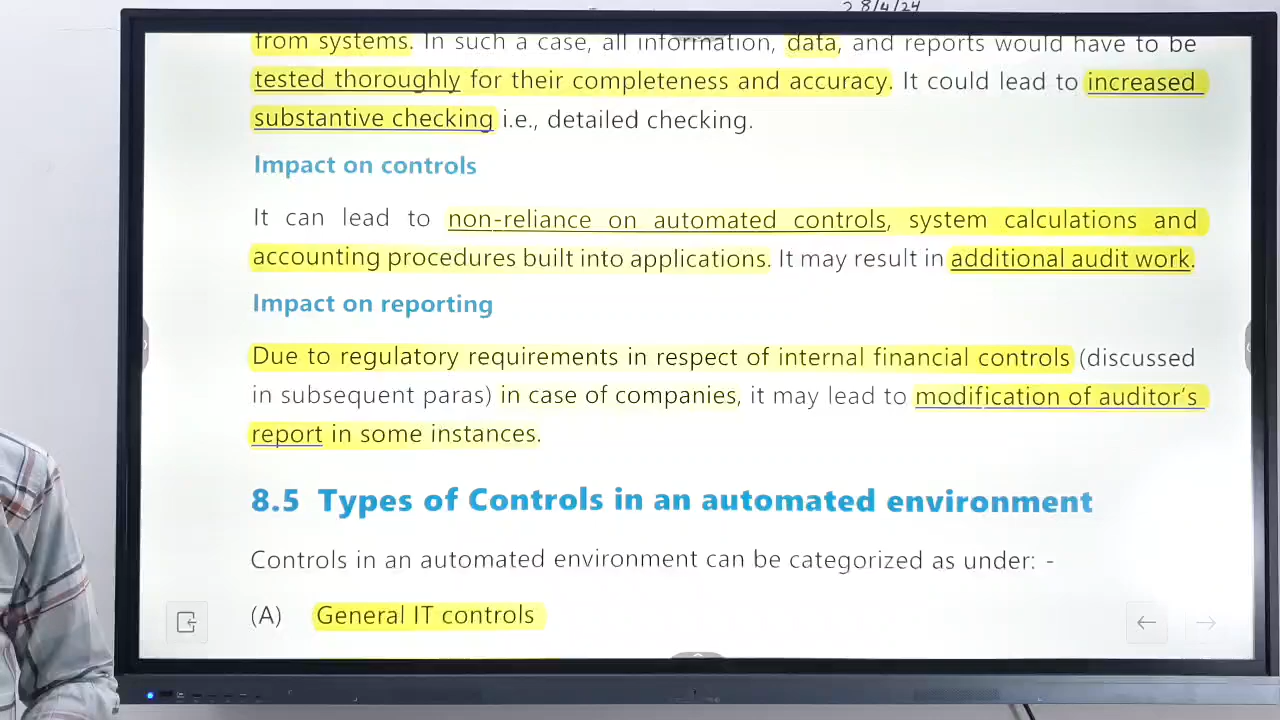 28/4/24
from systems. In such a case, all information, data, and reports would have to be
tested thoroughly for their completeness and accuracy. It could lead to increased
substantive checking i.e., detailed checking.
Impact on controls
It can lead to non-reliance on automated controls, system calculations and
accounting procedures built into applications. It may result in additional audit work.
Impact on reporting
Due to regulatory requirements in respect of internal financial controls (discussed
in subsequent paras) in case of companies, it may lead to modification of auditor's
report in some instances.
8.5 Types of Controls in an automated environment
Controls in an automated environment can be categorized as under: -
(A) General IT controls